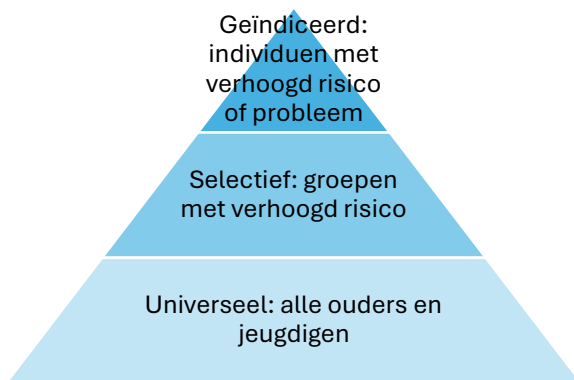 Geïndiceerd:
individuen met
verhoogd risico
of probleem
Selectief: groepen
met verhoogd risico
Universeel: alle ouders en
jeugdigen